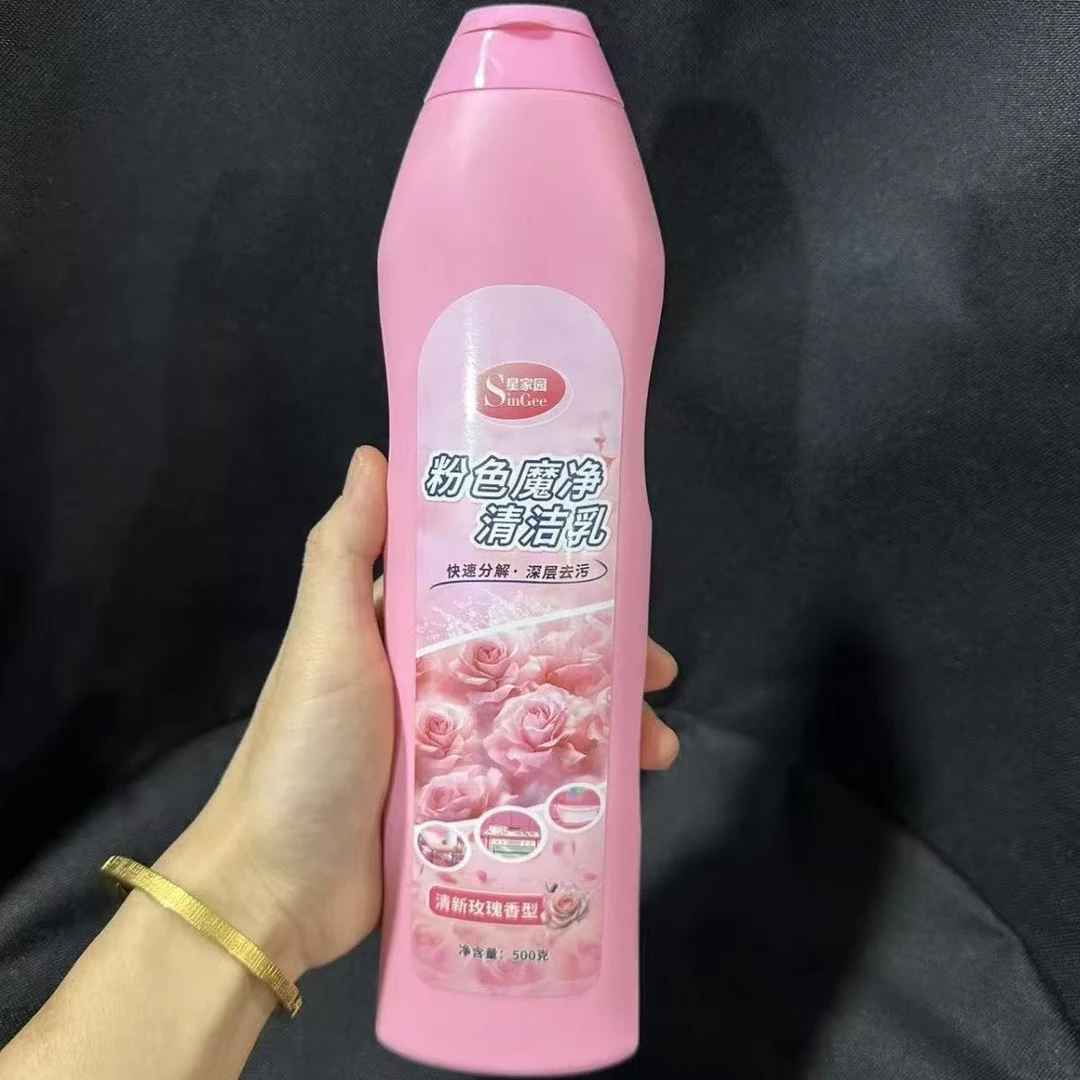 星家园
SinGee
粉色魔净
清洁乳
快速分解·深层去污
清新玫瑰香型
净含量：500克